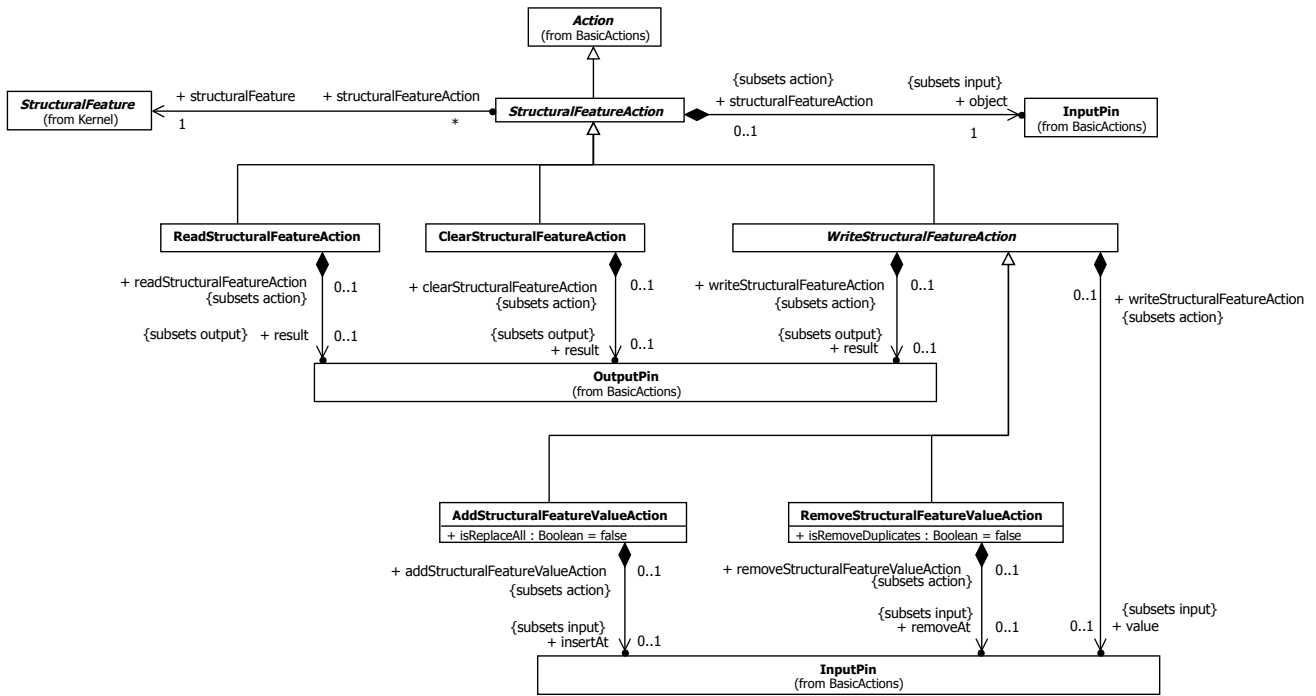 Action
(from BasicActions)
StructuralFeature
(from Kernel)
+ structuralFeature
1
+ structuralFeatureAction
*
StructuralFeatureAction
{subsets action}
+ structuralFeatureAction
0..1
{subsets input}
+ object
1
InputPin
(from BasicActions)
ReadStructuralFeatureAction
ClearStructuralFeatureAction
WriteStructuralFeatureAction
+ readStructuralFeatureAction
{subsets action}
0..1
{subsets output} + result
0..1
+ clearStructuralFeatureAction
{subsets action}
0..1
{subsets output}
+ result
0..1
+ writeStructuralFeatureAction
{subsets action}
0..1
{subsets output}
+ result
0..1
0..1
+ writeStructuralFeatureAction
{subsets action}
OutputPin
(from BasicActions)
AddStructuralFeatureValueAction
+ isReplaceAll : Boolean = false
RemoveStructuralFeatureValueAction
+ isRemoveDuplicates : Boolean = false
+ addStructuralFeatureValueAction
{subsets action}
0..1
{subsets input}
+ insertAt
0..1
+ removeStructuralFeatureValueAction
{subsets action}
0..1
{subsets input}
+ removeAt
0..1
{subsets input}
0..1
+ value
InputPin
(from BasicActions)